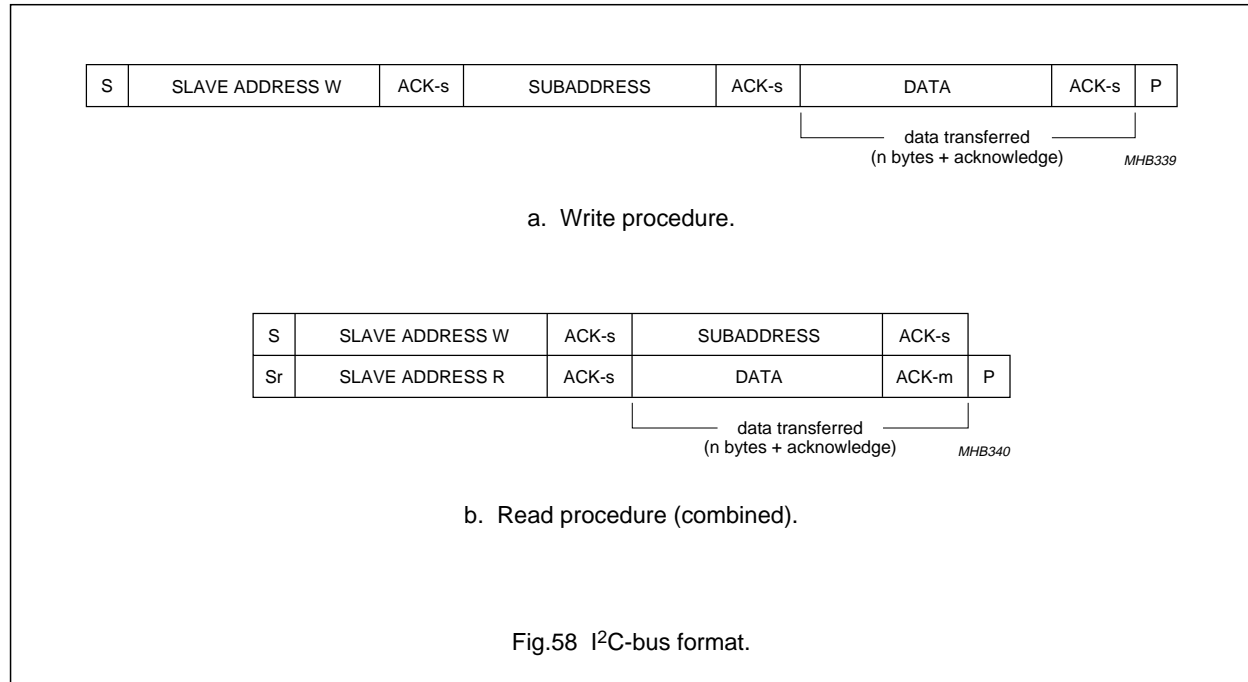 S SLAVE ADDRESS W ACK-s SUBADDRESS ACK-s DATA ACK-s P
data transferred
(n bytes + acknowledge)
MHB339
a. Write procedure.
S SLAVE ADDRESS W ACK-s SUBADDRESS ACK-s
Sr SLAVE ADDRESS R ACK-s DATA ACK-m P
data transferred
(n bytes + acknowledge)
MHB340
b. Read procedure (combined).
Fig.58 I²C-bus format.